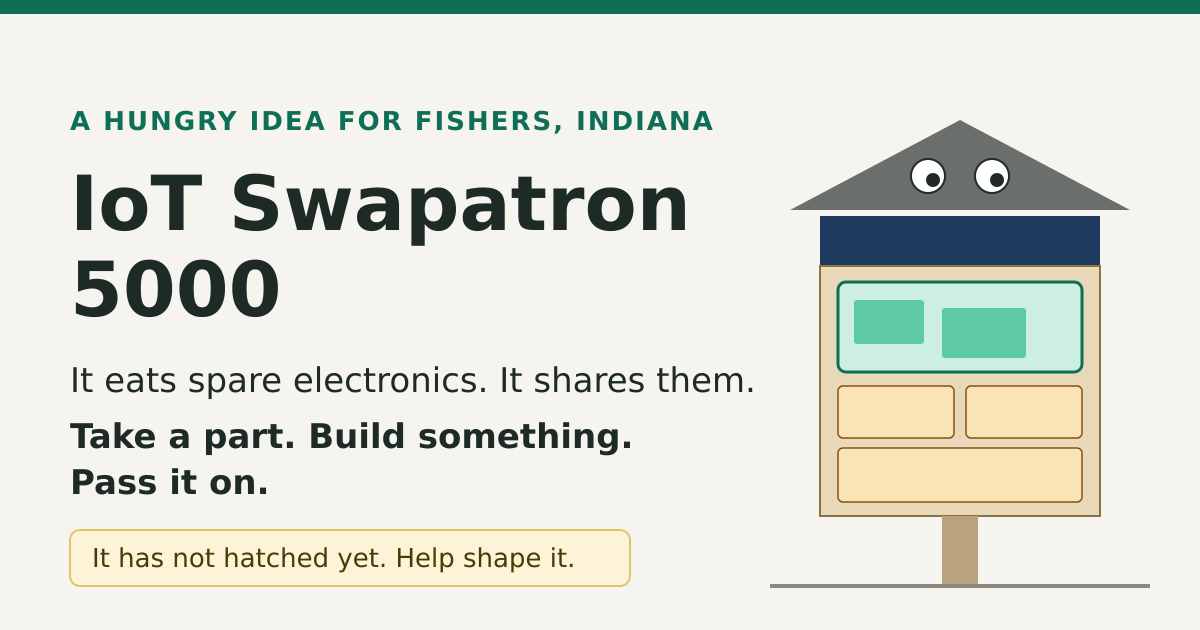 A HUNGRY IDEA FOR FISHERS, INDIANA
IoT Swapatron
5000
It eats spare electronics. It shares them.
Take a part. Build something.
Pass it on.
It has not hatched yet. Help shape it.